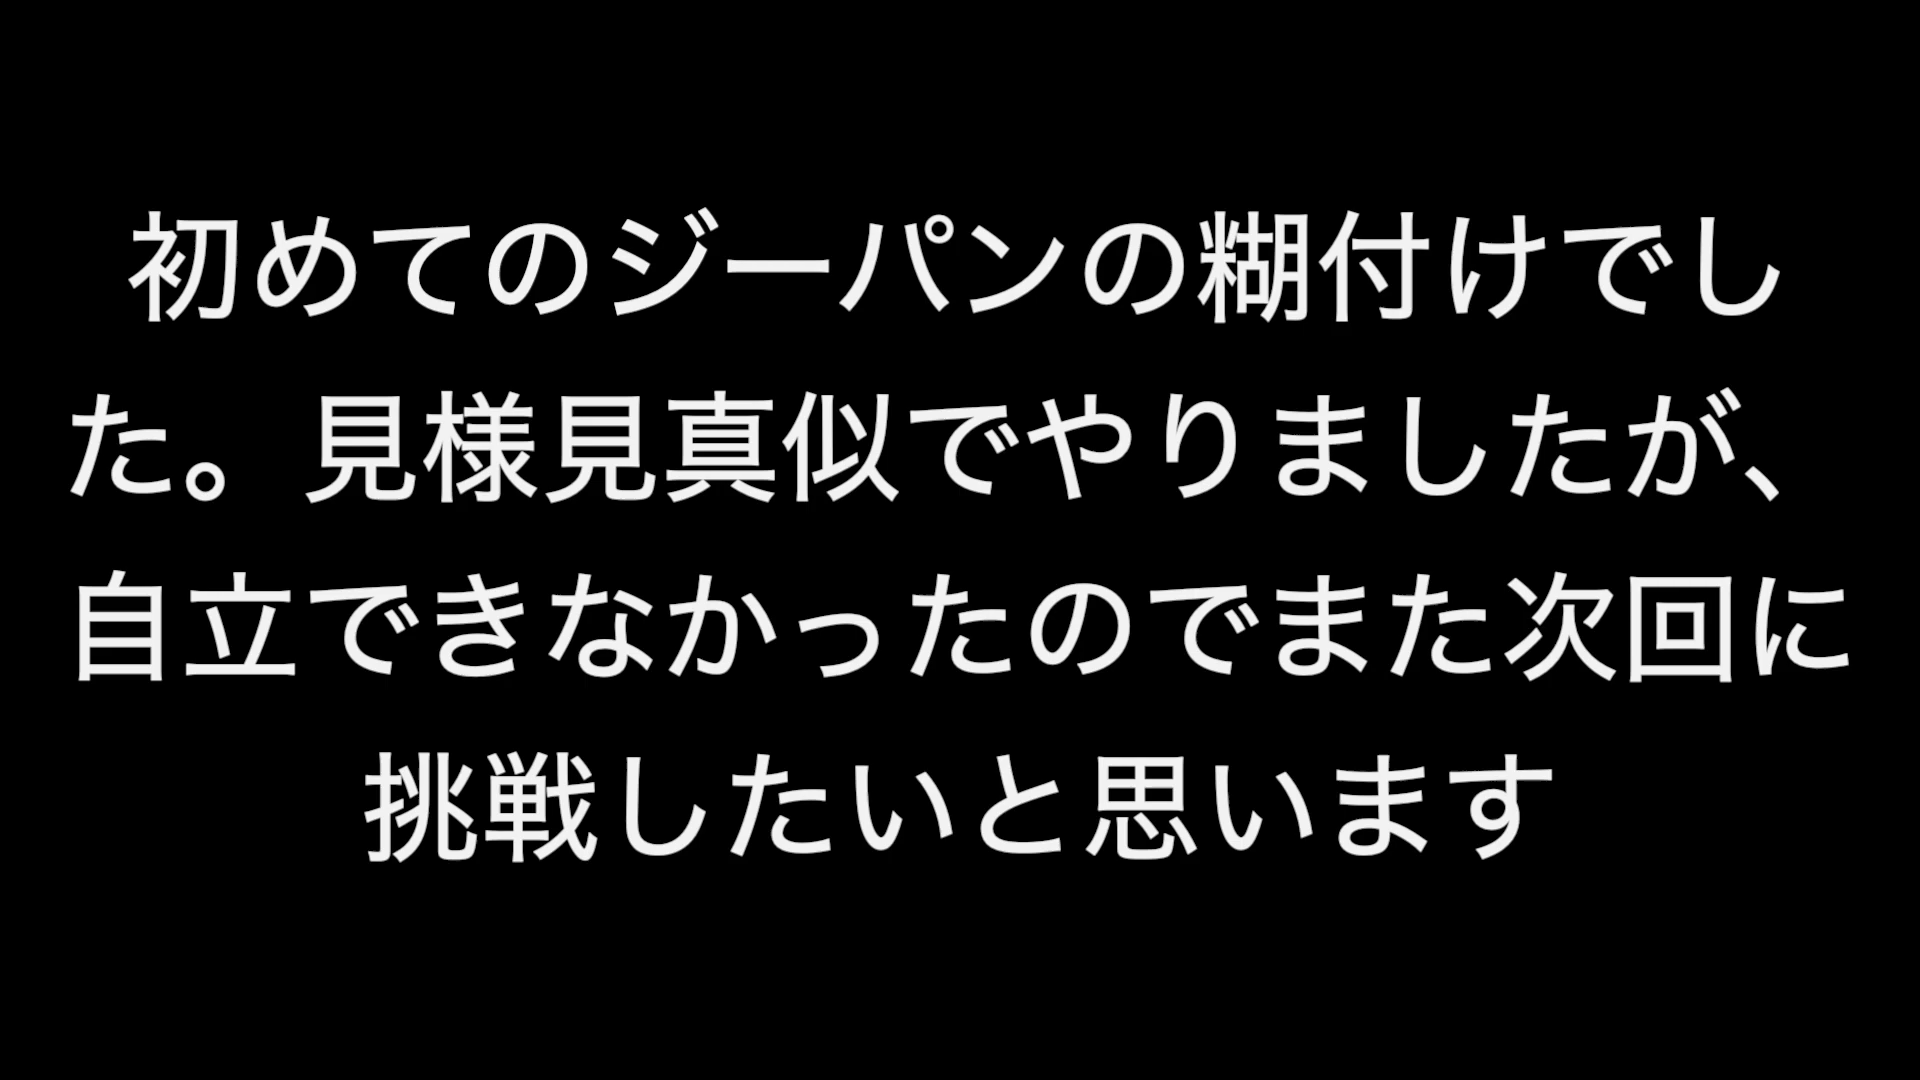 初めてのジーパンの糊付けでし
た。見様見真似でやりましたが、
自立できなかったのでまた次回に
挑戦したいと思います